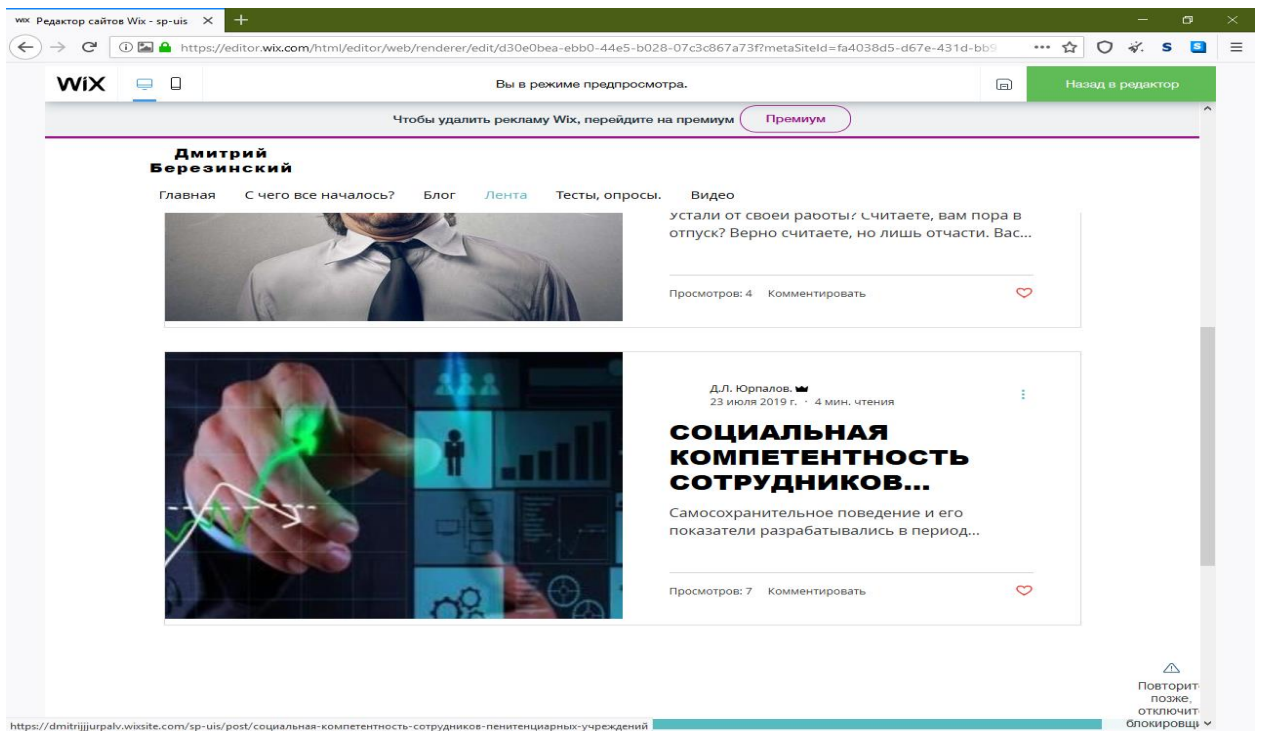 WiX Редактор сайтов Wix - sp-uis
https://editor.wix.com/html/editor/web/renderer/edit/d30e0bea-ebb0-44e5-b028-07c3c867a73f?metaSiteId=fa4038d5-d67e-431d-bb9
WiX
Вы в режиме предпросмотра.
Назад в редактор
Чтобы удалить рекламу Wix, перейдите на премиум Премиум
Дмитрий
Березинский
Главная С чего все началось? Блог Лента Тесты, опросы. Видео
Устали от своей работы? Считаете, вам пора в
отпуск? Верно считаете, но лишь отчасти. Вас...
Просмотров: 4 Комментировать
Д.Л. Юрпалов.
23 июля 2019 г. · 4 мин. чтения
СОЦИАЛЬНАЯ
КОМПЕТЕНТНОСТЬ
СОТРУДНИКОВ...
Самосохранительное поведение и его
показатели разрабатывались в период...
Просмотров: 7 Комментировать
Повторит
позже,
отключит
блокировщи
https://dmitrijjjurpalv.wixsite.com/sp-uis/post/социальная-компетентность-сотрудников-пенитенциарных-учреждений